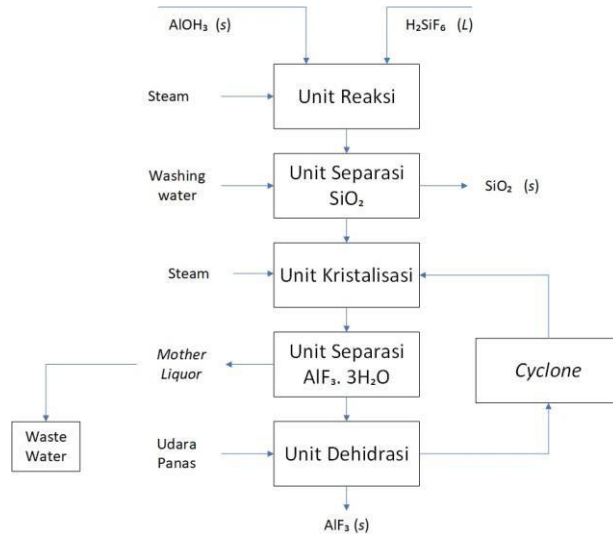 AlOH₃ (s)
H₂SiF₆ (L)
Steam
Unit Reaksi
Washing
water
Unit Separasi
SiO₂
SiO₂ (s)
Steam
Unit Kristalisasi
Mother
Liquor
Unit Separasi
AlF₃. 3H₂O
Cyclone
Waste
Water
Udara
Panas
Unit Dehidrasi
AlF₃ (s)